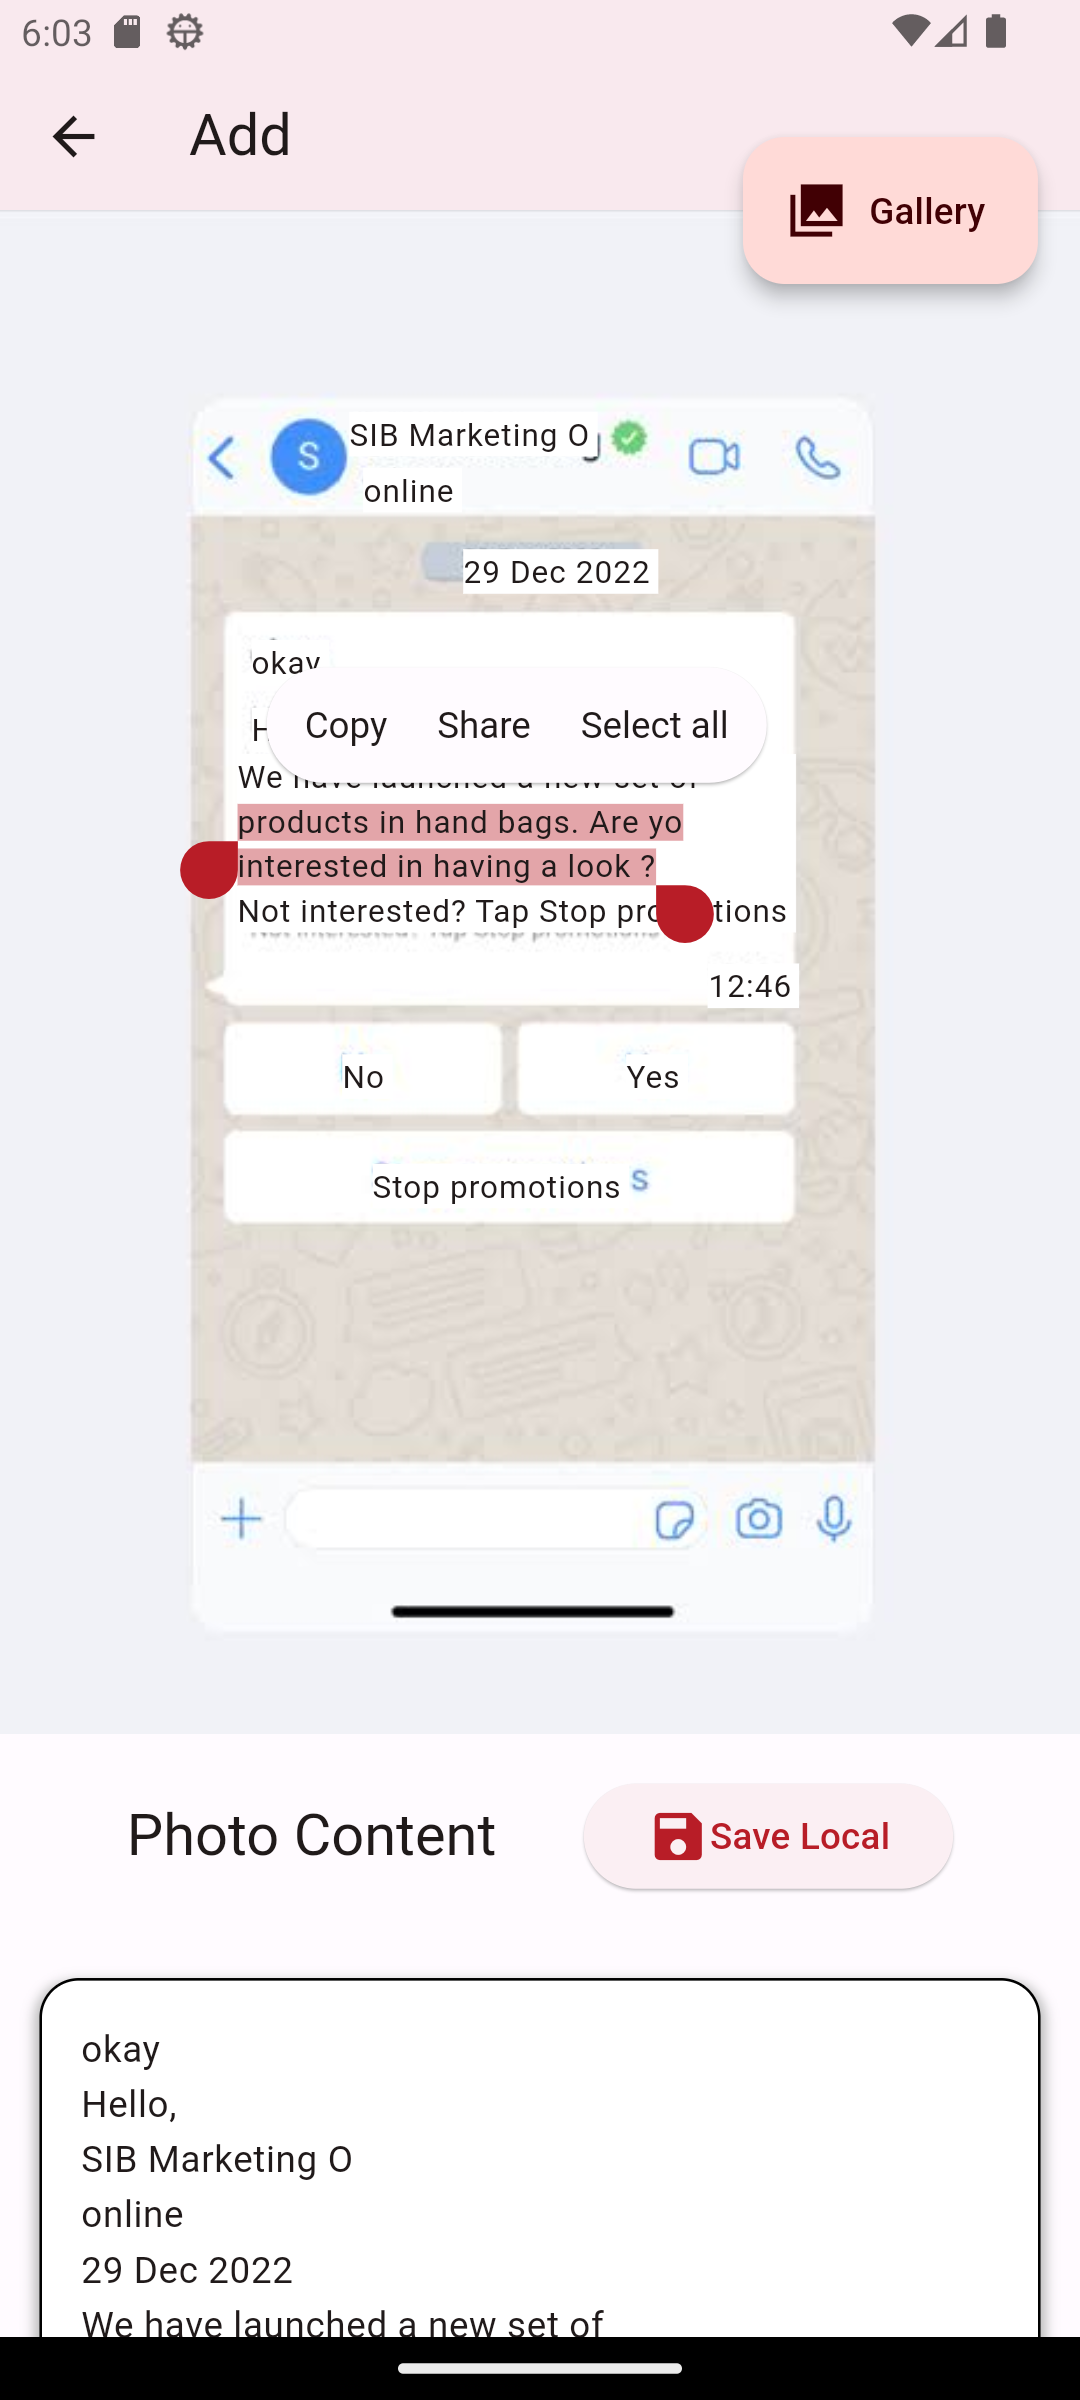 6:03
Add
Gallery
S
SIB Marketing O
online
29 Dec 2022
okay
H
Copy Share Select all
We have launched a new set of
products in hand bags. Are yo
interested in having a look ?
Not interested? Tap Stop promotions
12:46
No
Yes
Stop promotions s
Photo Content
Save Local
okay
Hello,
SIB Marketing O
online
29 Dec 2022
We have launched a new set of